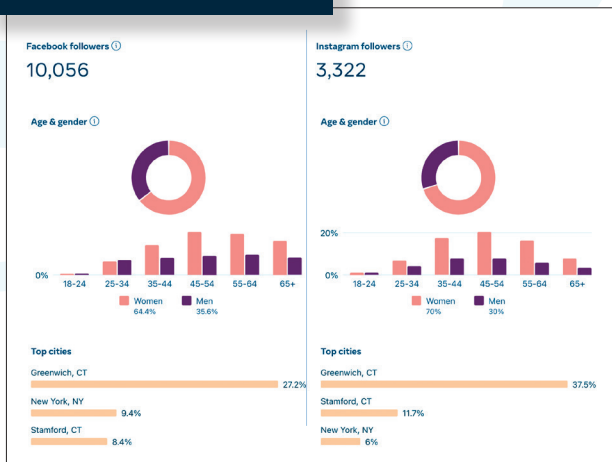 Facebook followers ⓘ
10,056
Age & gender ⓘ
0%
18-24 25-34 35-44 45-54 55-64 65+
Women Men
64.4% 35.6%
Top cities
Greenwich, CT
27.2%
New York, NY
9.4%
Stamford, CT
8.4%
Instagram followers ⓘ
3,322
Age & gender ⓘ
20%
0%
18-24 25-34 35-44 45-54 55-64 65+
Women Men
70% 30%
Top cities
Greenwich, CT
37.5%
Stamford, CT
11.7%
New York, NY
6%